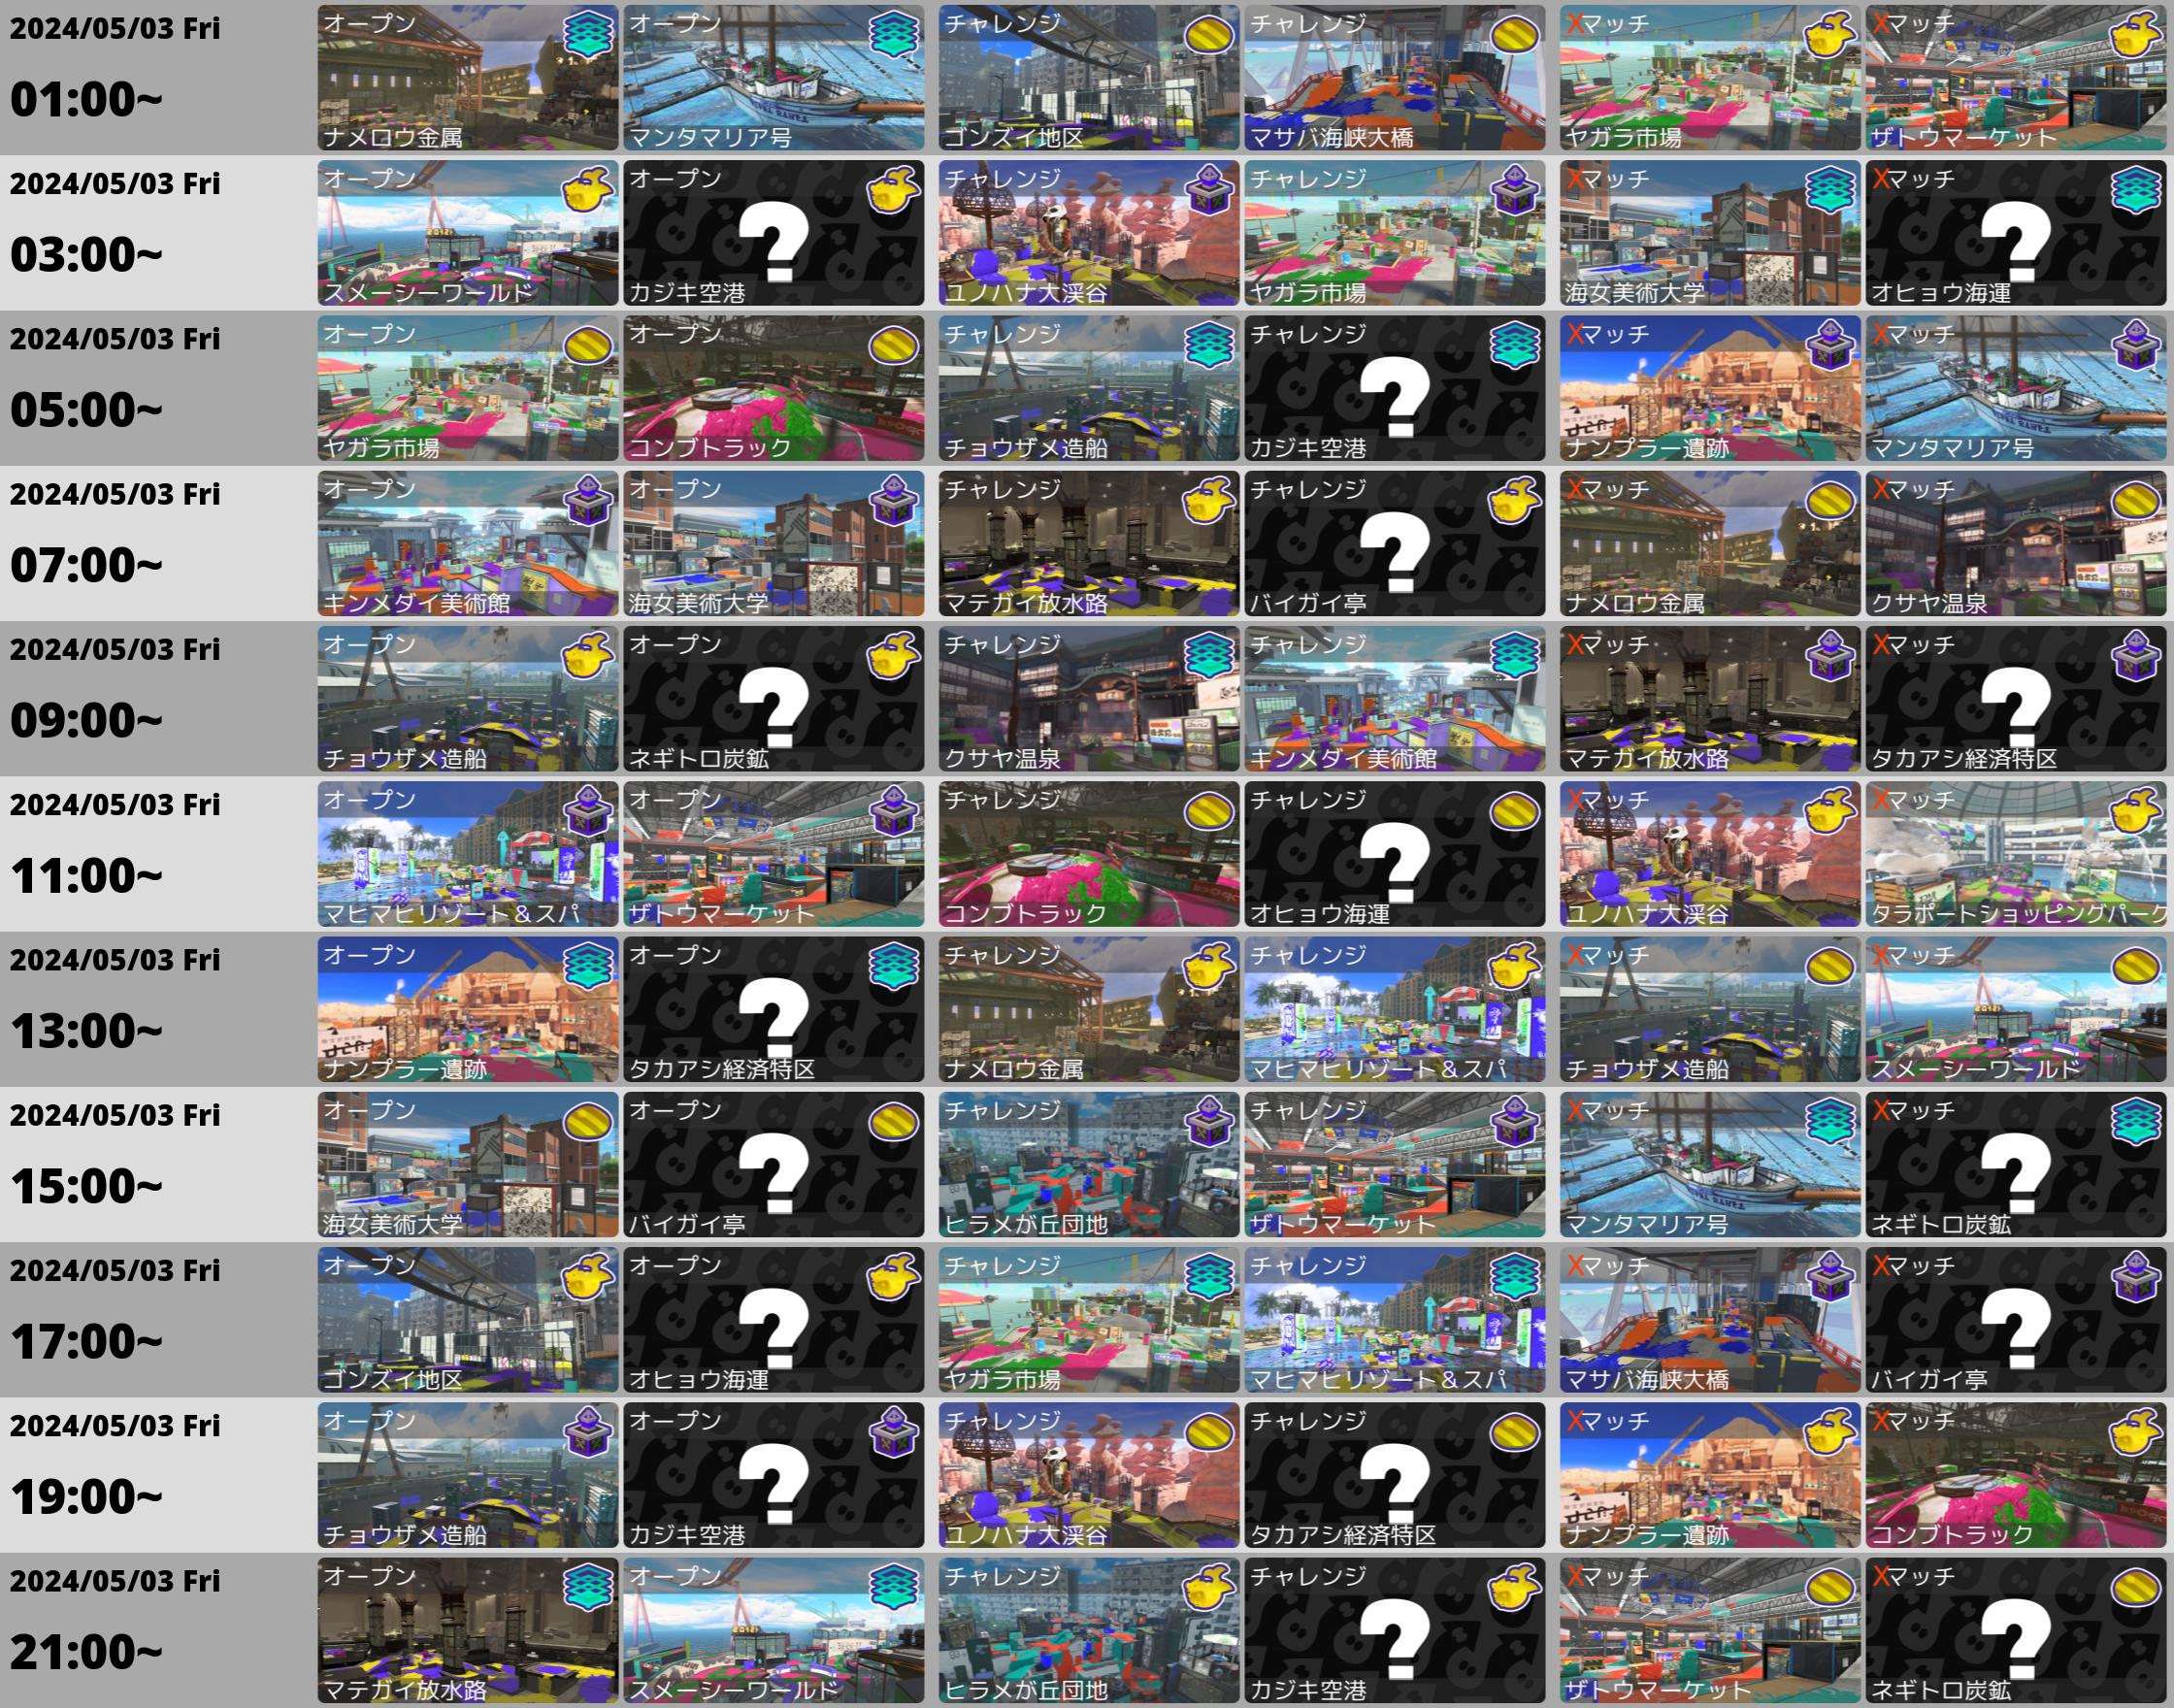 2024/05/03 Fri
01:00~
オープン
ナメロウ金属
オープン
マンタマリア号
チャレンジ
ゴンズイ地区
チャレンジ
マサバ海峡大橋
Xマッチ
ヤガラ市場
Xマッチ
ザトウマーケット
2024/05/03 Fri
03:00~
オープン
スメーシーワールド
オープン
?
カジキ空港
チャレンジ
ユノハナ大渓谷
チャレンジ
ヤガラ市場
Xマッチ
海女美術大学
Xマッチ
?
オヒョウ海運
2024/05/03 Fri
05:00~
オープン
ヤガラ市場
オープン
コンブトラック
チャレンジ
チョウザメ造船
チャレンジ
?
カジキ空港
Xマッチ
ナンプラー遺跡
Xマッチ
マンタマリア号
2024/05/03 Fri
07:00~
オープン
キンメダイ美術館
オープン
海女美術大学
チャレンジ
マテガイ放水路
チャレンジ
?
バイガイ亭
Xマッチ
ナメロウ金属
Xマッチ
クサヤ温泉
2024/05/03 Fri
09:00~
オープン
チョウザメ造船
オープン
?
ネギトロ炭鉱
チャレンジ
クサヤ温泉
チャレンジ
キンメダイ美術館
Xマッチ
マテガイ放水路
Xマッチ
?
タカアシ経済特区
2024/05/03 Fri
11:00~
オープン
マヒマヒリゾート&スパ
オープン
ザトウマーケット
チャレンジ
コンブトラック
チャレンジ
?
オヒョウ海運
Xマッチ
ユノハナ大渓谷
Xマッチ
タラポートショッピングパーク
2024/05/03 Fri
13:00~
オープン
ナンプラー遺跡
オープン
?
タカアシ経済特区
チャレンジ
ナメロウ金属
チャレンジ
マヒマヒリゾート&スパ
Xマッチ
チョウザメ造船
Xマッチ
スメーシーワールド
2024/05/03 Fri
15:00~
オープン
海女美術大学
オープン
?
バイガイ亭
チャレンジ
ヒラメが丘団地
チャレンジ
ザトウマーケット
Xマッチ
マンタマリア号
Xマッチ
?
ネギトロ炭鉱
2024/05/03 Fri
17:00~
オープン
ゴンズイ地区
オープン
?
オヒョウ海運
チャレンジ
ヤガラ市場
チャレンジ
マヒマヒリゾート&スパ
Xマッチ
マサバ海峡大橋
Xマッチ
?
バイガイ亭
2024/05/03 Fri
19:00~
オープン
チョウザメ造船
オープン
?
カジキ空港
チャレンジ
ユノハナ大渓谷
チャレンジ
?
タカアシ経済特区
Xマッチ
ナンプラー遺跡
Xマッチ
コンブトラック
2024/05/03 Fri
21:00~
オープン
マテガイ放水路
オープン
スメーシーワールド
チャレンジ
ヒラメが丘団地
チャレンジ
?
カジキ空港
Xマッチ
ザトウマーケット
Xマッチ
?
ネギトロ炭鉱